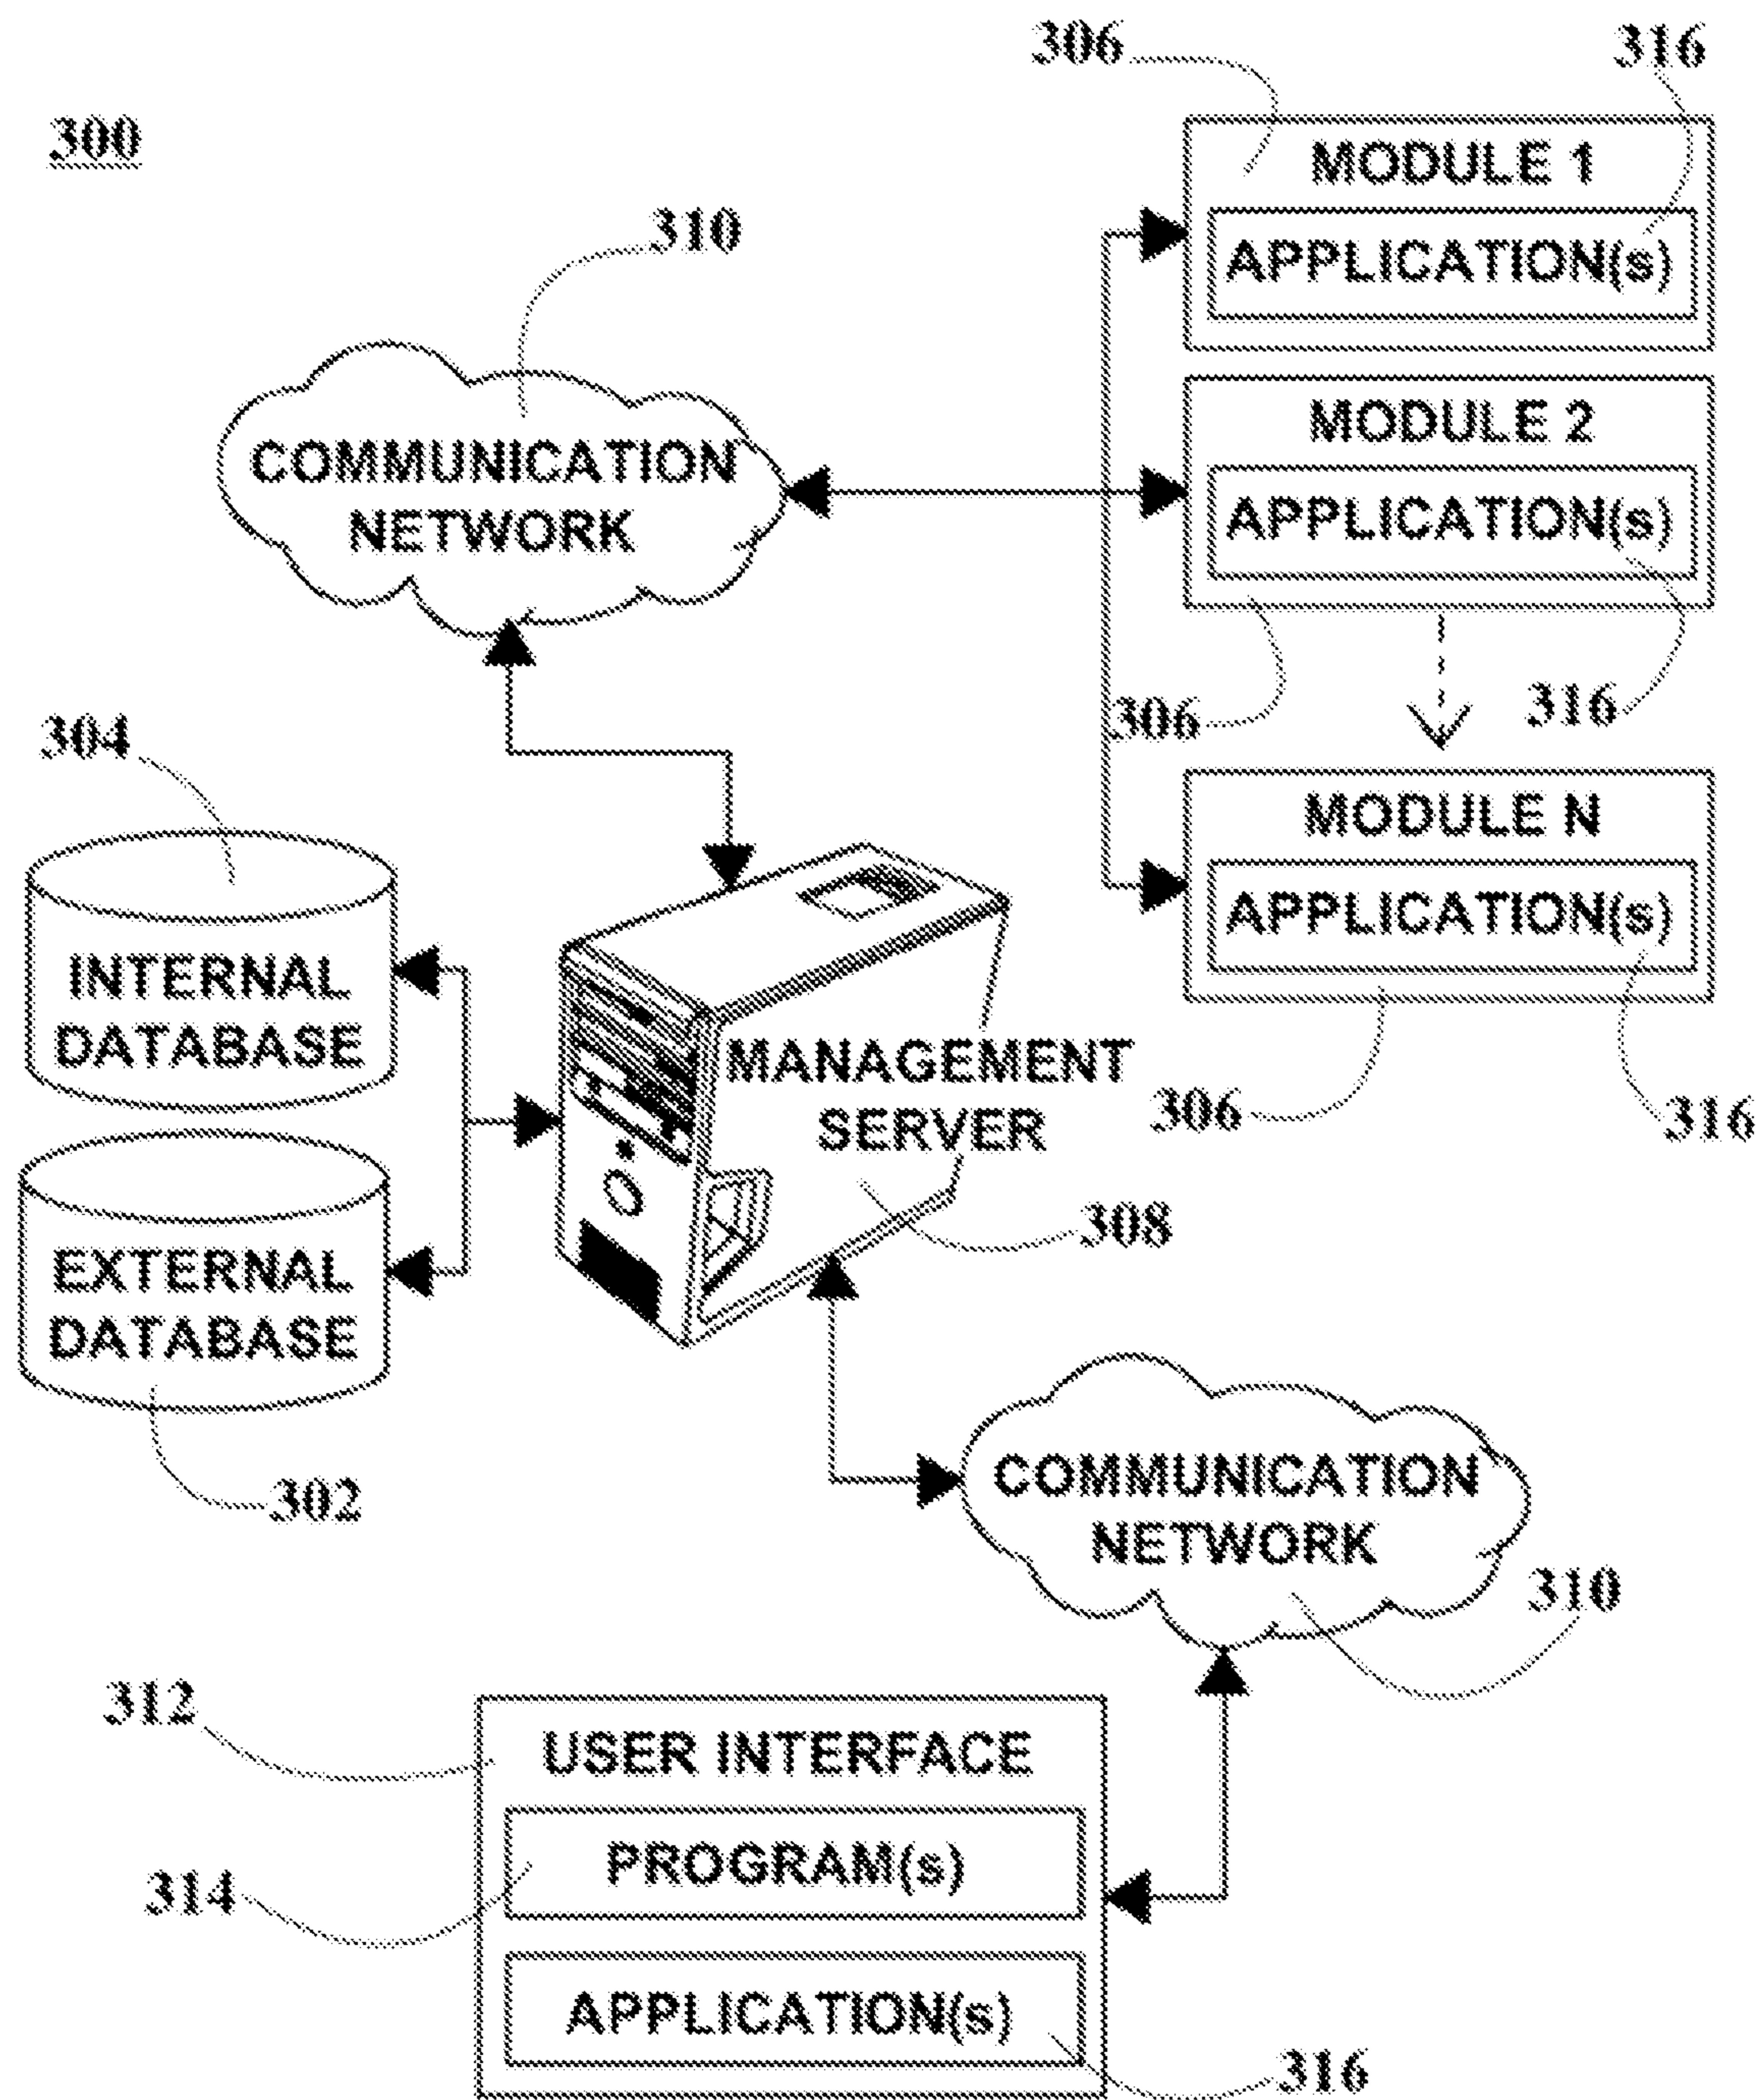 306
316
300
MODULE 1
310
APPLICATION(s)
MODULE 2
COMMUNICATION
NETWORK
APPLICATION(s)
306
316
304
MODULE N
APPLICATION(s)
INTERNAL
DATABASE
MANAGEMENT
SERVER
306
316
308
EXTERNAL
DATABASE
302
COMMUNICATION
NETWORK
310
312
USER INTERFACE
PROGRAM(s)
314
APPLICATION(s)
316